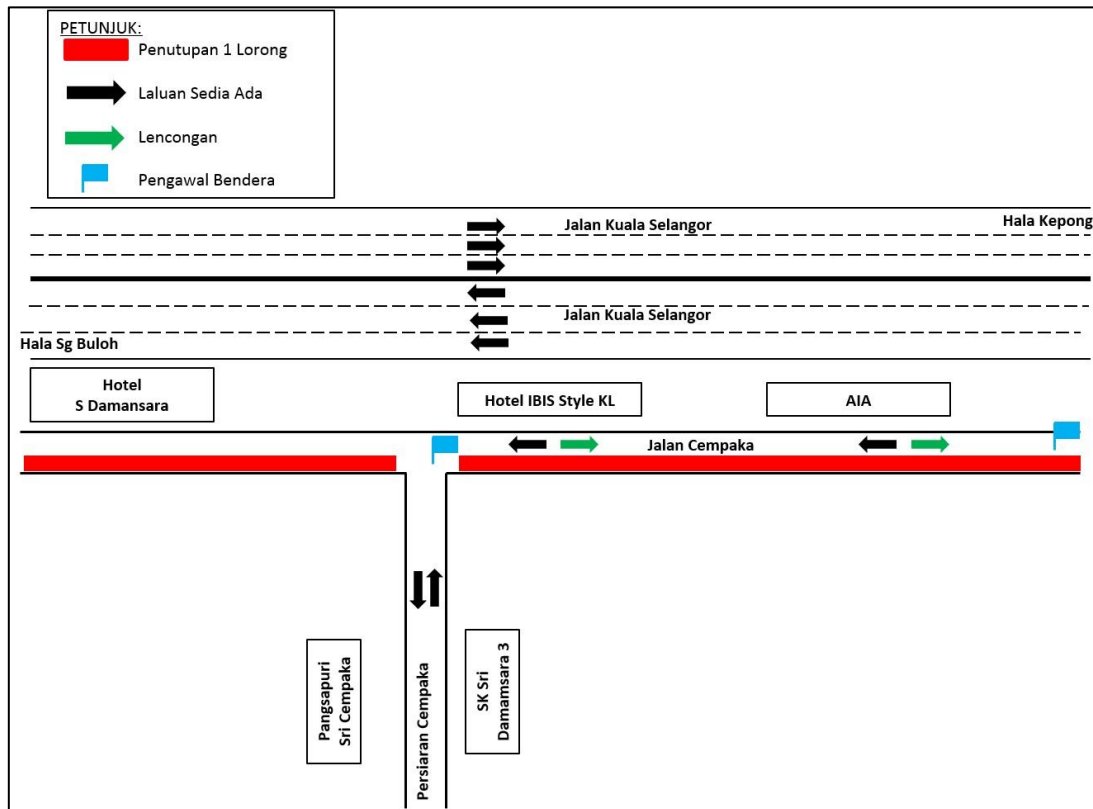 PETUNJUK:
Penutupan 1 Lorong
Laluan Sedia Ada
Lencongan
Pengawal Bendera
Jalan Kuala Selangor
Hala Kepong
Jalan Kuala Selangor
Hala Sg Buloh
Hotel
S Damansara
Hotel IBIS Style KL
AIA
Jalan Cempaka
Pangsapuri
Sri Cempaka
Persiaran Cempaka
SK Sri
Damamsara 3